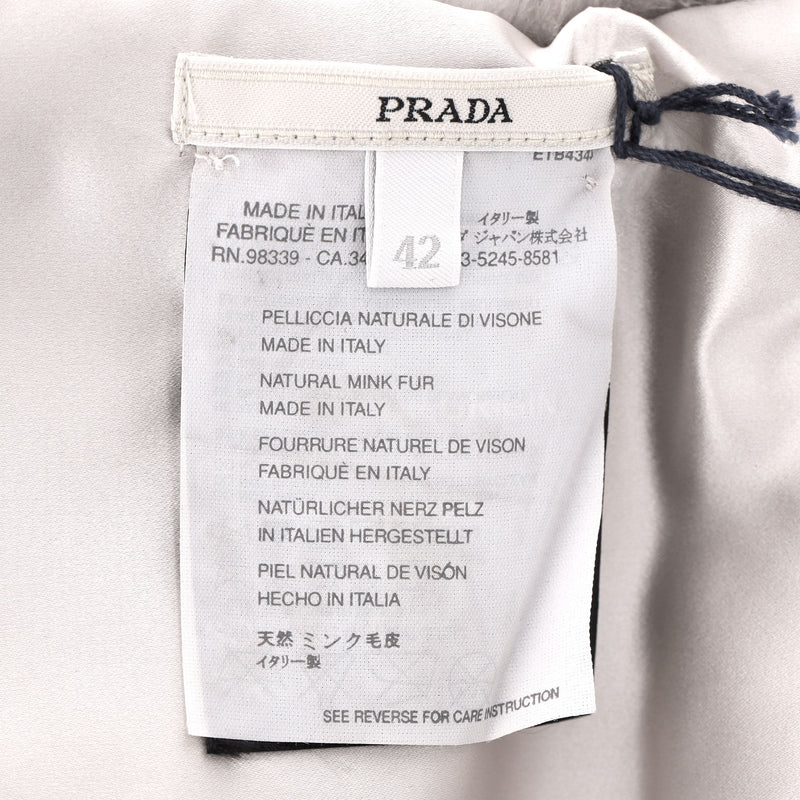 PRADA
42
MADE IN
イタリー製
FABRIQUÈ EN
ジャパン株式会社
RN.98339 - CA.34
3-5245-8581
PELLICCIA NATURALE DI VISONE
MADE IN ITALY
NATURAL MINK FUR
MADE IN ITALY
FOURRURE NATUREL DE VISON
FABRIQUÈ EN ITALY
NATÜRLICHER NERZ PELZ
IN ITALIEN HERGESTELLT
PIEL NATURAL DE VISÓN
HECHO IN ITALIA
天然 ミンク毛皮
イタリー製
SEE REVERSE FOR CARE INSTRUCTION